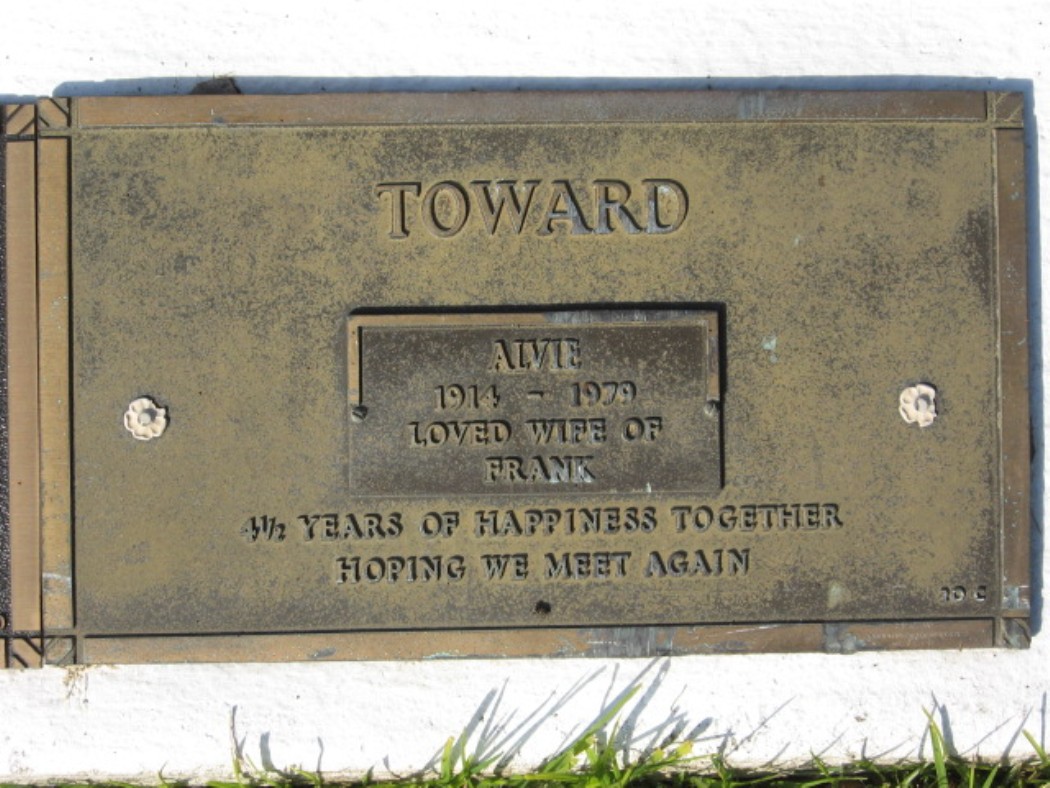 TOWARD
ALVIE
1914 - 1979
LOVED WIFE OF
FRANK
4½ YEARS OF HAPPINESS TOGETHER
HOPING WE MEET AGAIN